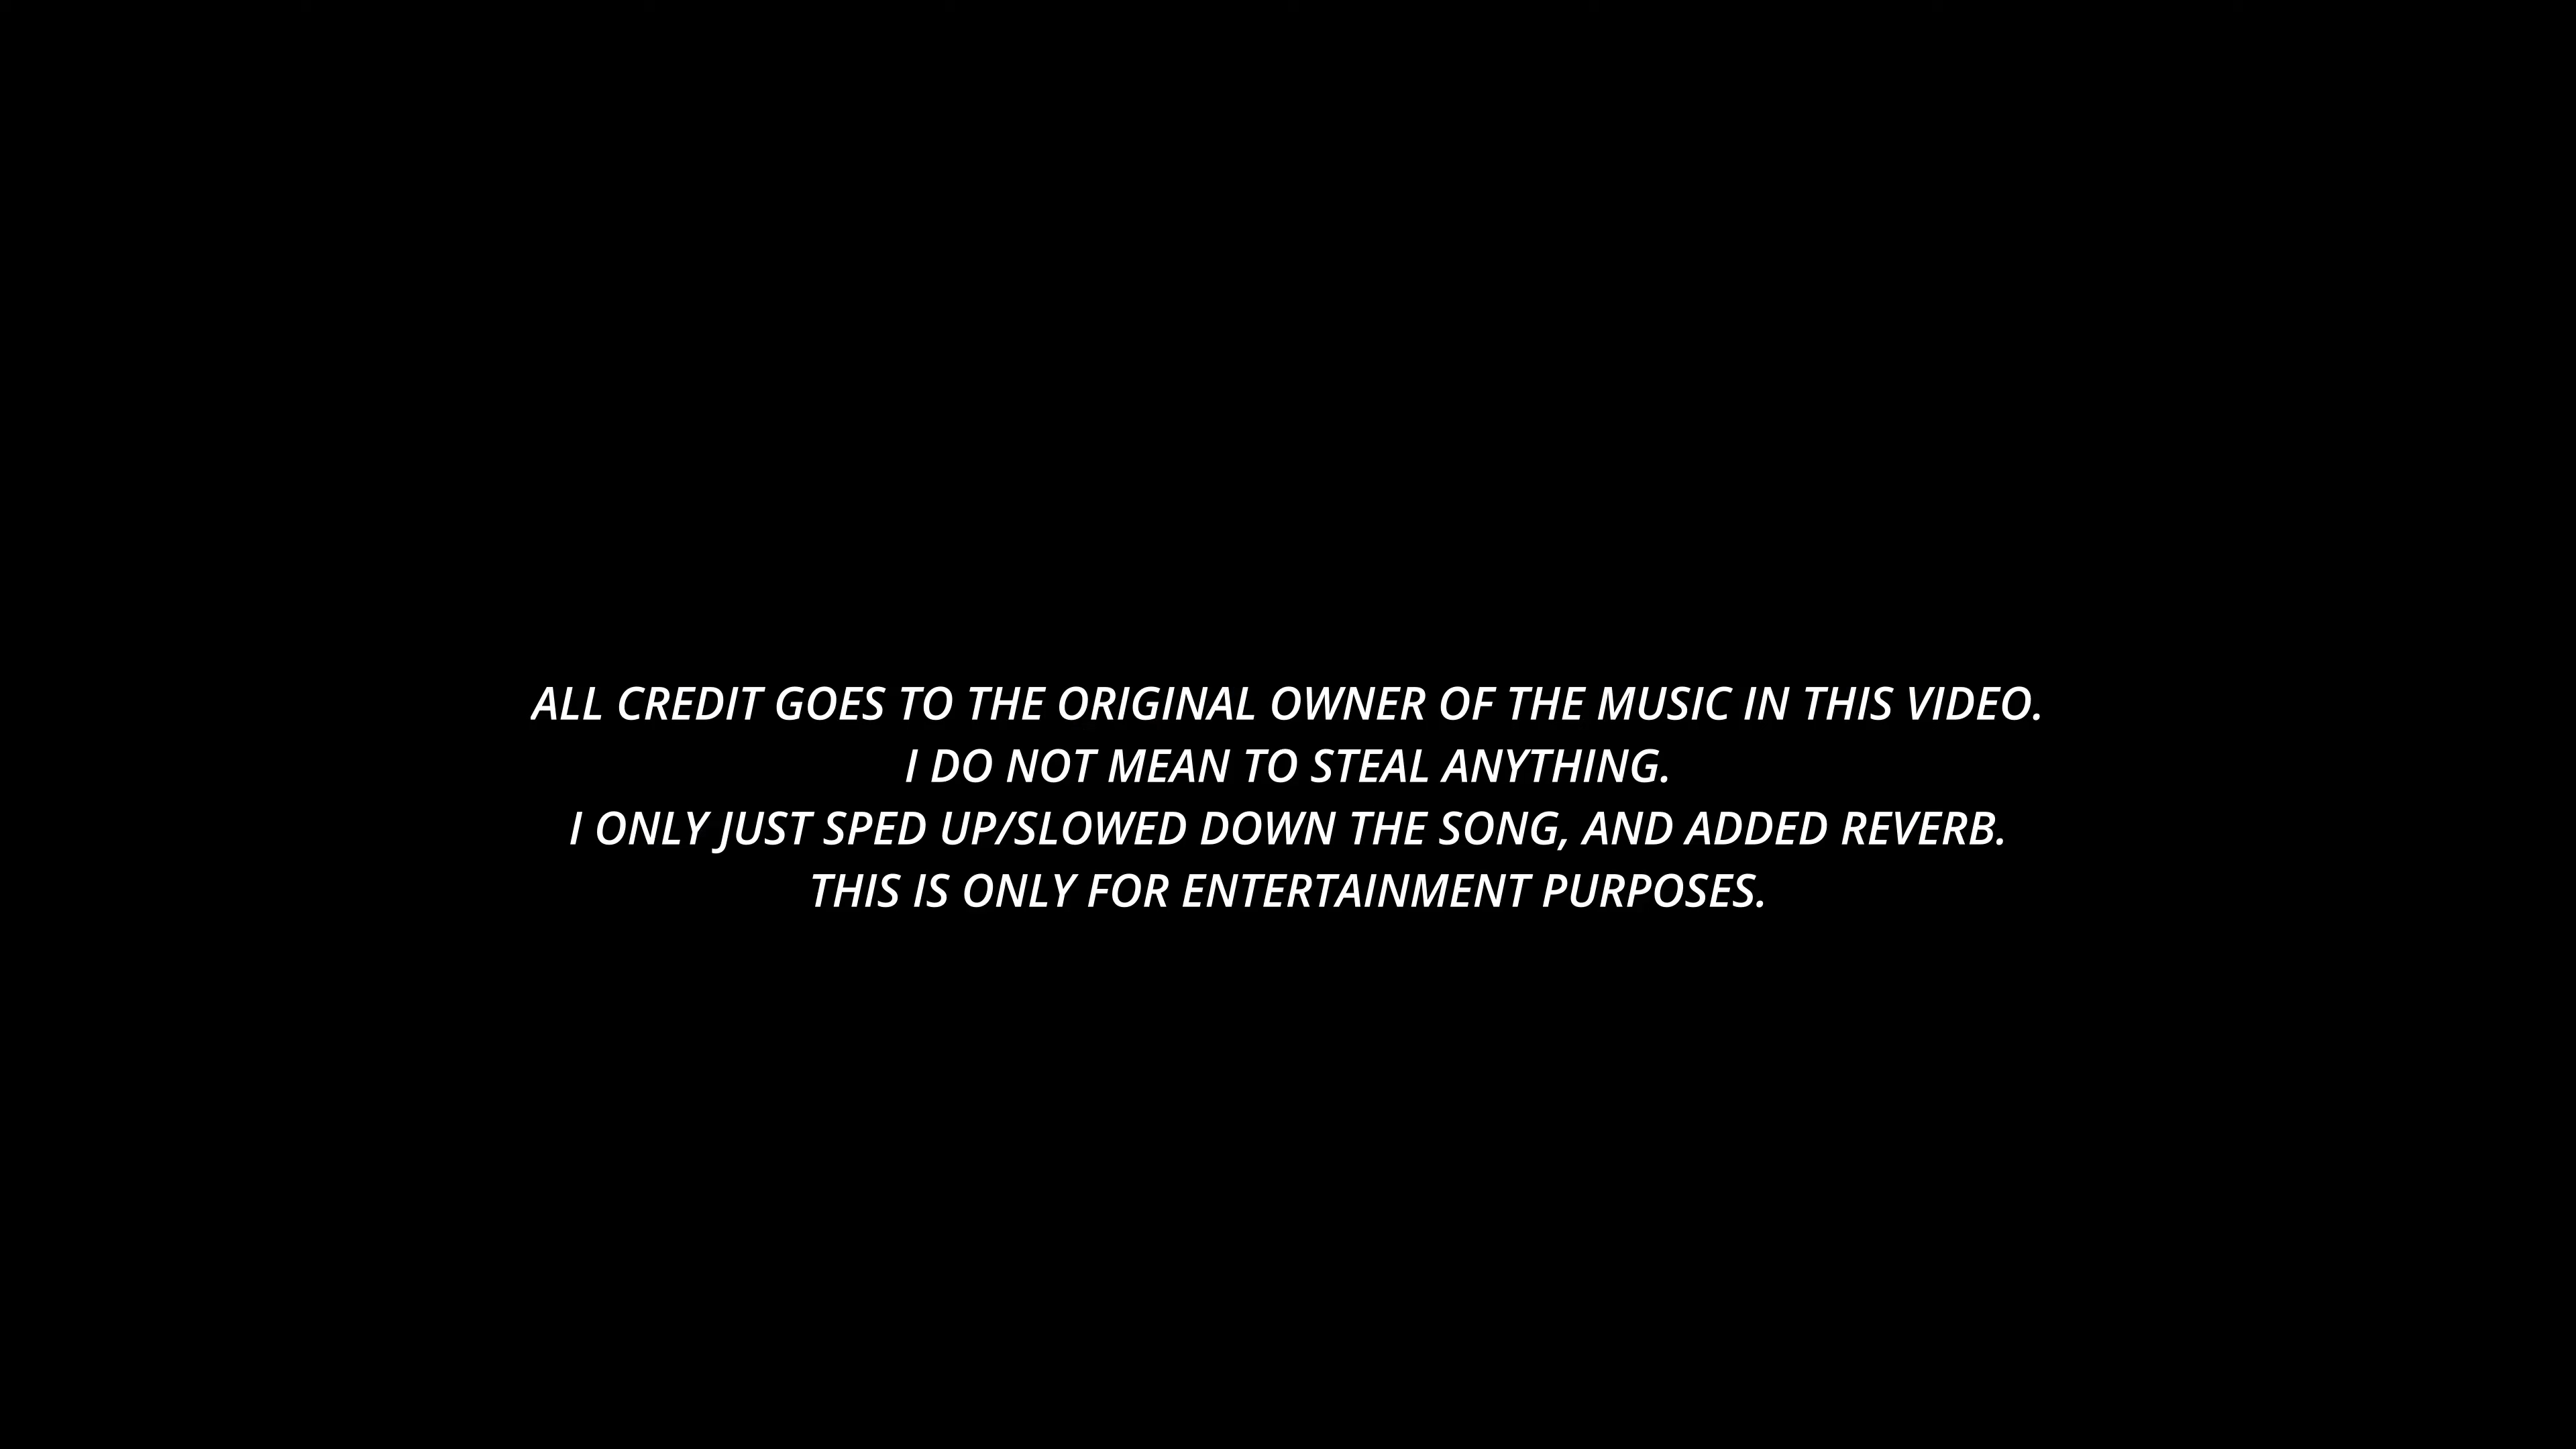 ALL CREDIT GOES TO THE ORIGINAL OWNER OF THE MUSIC IN THIS VIDEO.
I DO NOT MEAN TO STEAL ANYTHING.
I ONLY JUST SPED UP/SLOWED DOWN THE SONG, AND ADDED REVERB.
THIS IS ONLY FOR ENTERTAINMENT PURPOSES.